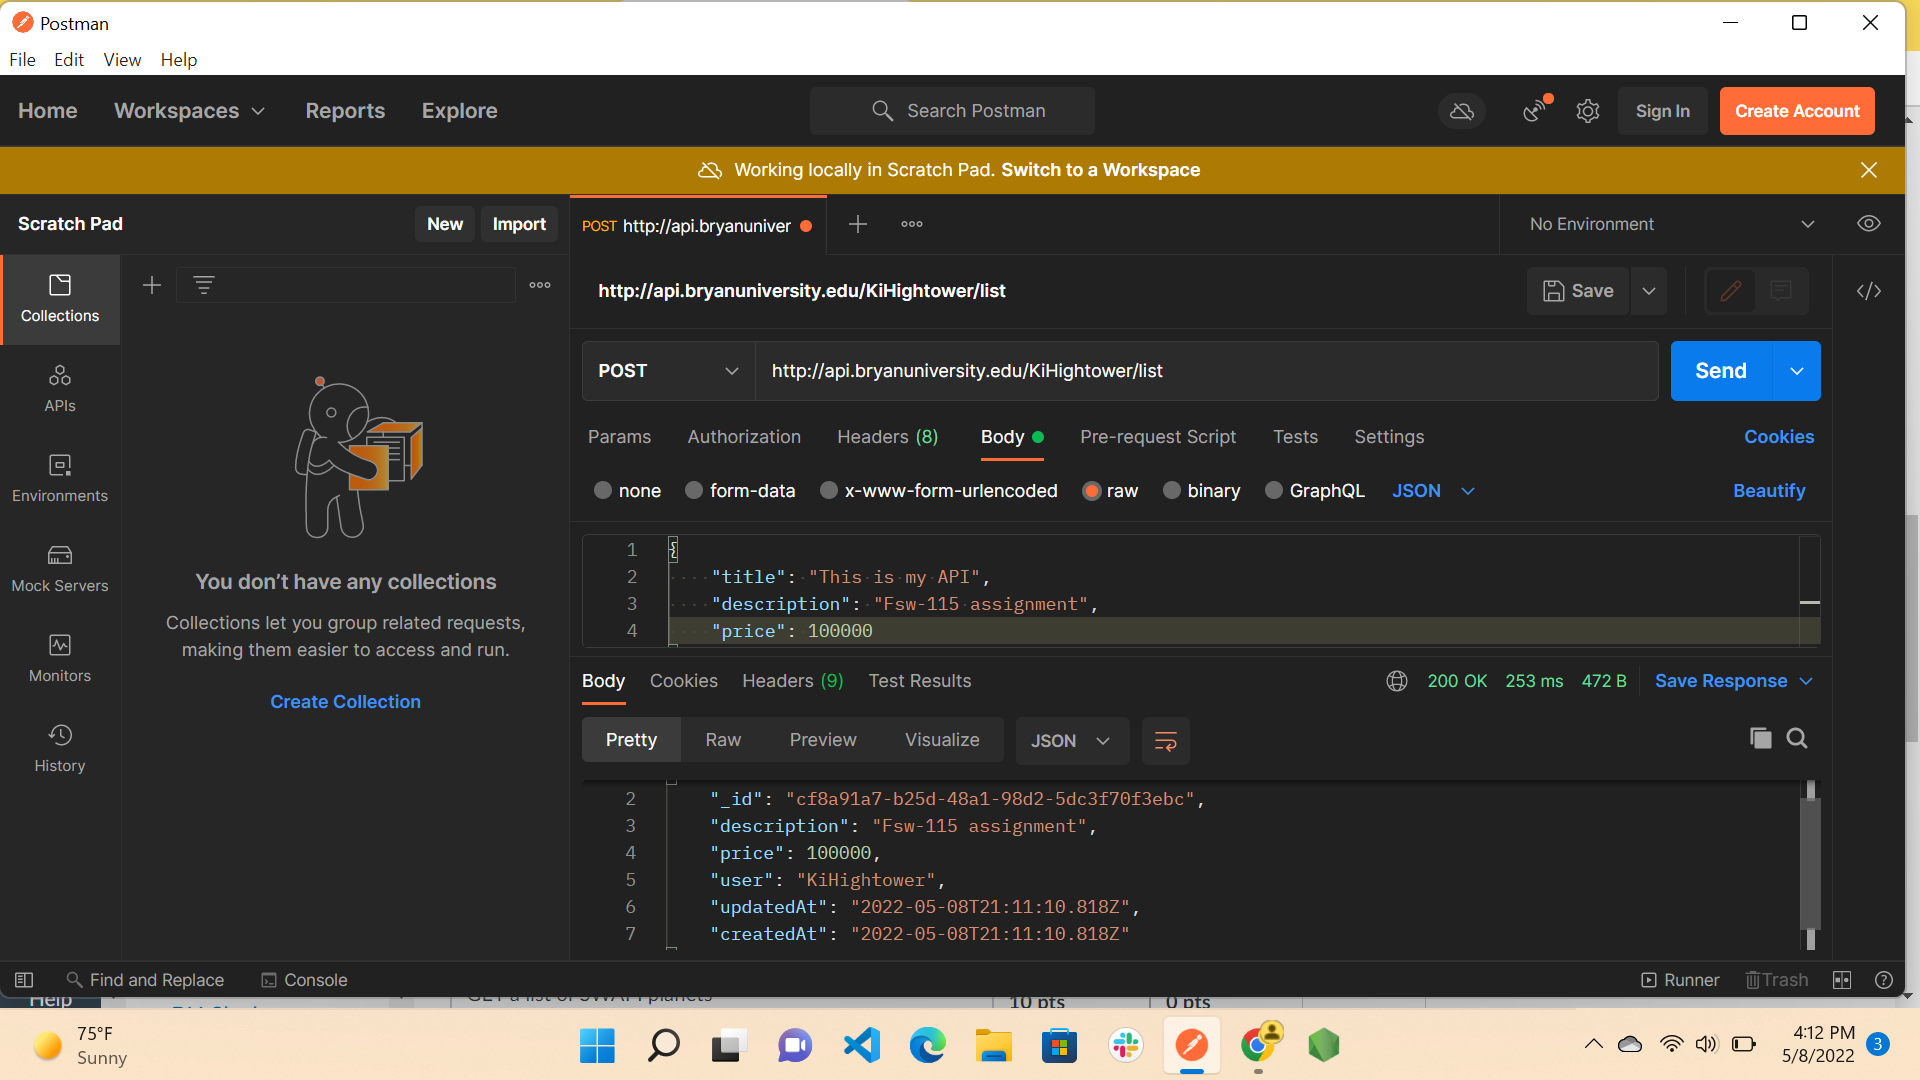 Postman
File Edit View Help
Home Workspaces Reports Explore Search Postman Sign In Create Account
Working locally in Scratch Pad. Switch to a Workspace
Scratch Pad New Import POST http://api.bryanuniver No Environment
http://api.bryanuniversity.edu/KiHightower/list Save
Collections
POST http://api.bryanuniversity.edu/KiHightower/list Send
APIs
Params Authorization Headers (8) Body Pre-request Script Tests Settings Cookies
Environments
none form-data x-www-form-urlencoded raw binary GraphQL JSON Beautify
1 {
2 "title": "This is my API",
3 "description": "Fsw-115 assignment",
4 "price": 100000
Mock Servers
You don’t have any collections
Collections let you group related requests,
making them easier to access and run.
Create Collection
Monitors
History
Body Cookies Headers (9) Test Results 200 OK 253 ms 472 B Save Response
Pretty Raw Preview Visualize JSON
2 "_id": "cf8a91a7-b25d-48a1-98d2-5dc3f70f3ebc",
3 "description": "Fsw-115 assignment",
4 "price": 100000,
5 "user": "KiHightower",
6 "updatedAt": "2022-05-08T21:11:10.818Z",
7 "createdAt": "2022-05-08T21:11:10.818Z"
Find and Replace Console Runner Trash
Help GET a list of SWAPI planets 10 pts 0 pts
75°F
Sunny
4:12 PM
5/8/2022 3